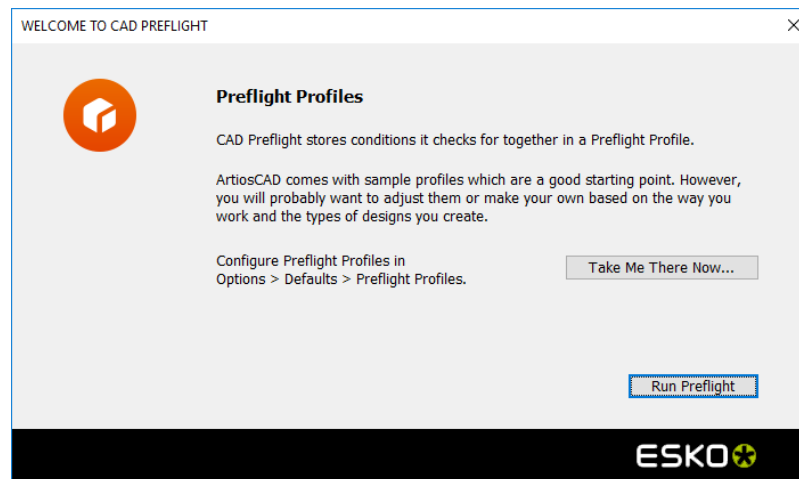 WELCOME TO CAD PREFLIGHT
Preflight Profiles
CAD Preflight stores conditions it checks for together in a Preflight Profile.
ArtiosCAD comes with sample profiles which are a good starting point. However,
you will probably want to adjust them or make your own based on the way you
work and the types of designs you create.
Configure Preflight Profiles in
Options > Defaults > Preflight Profiles.
Take Me There Now...
Run Preflight
ESKO